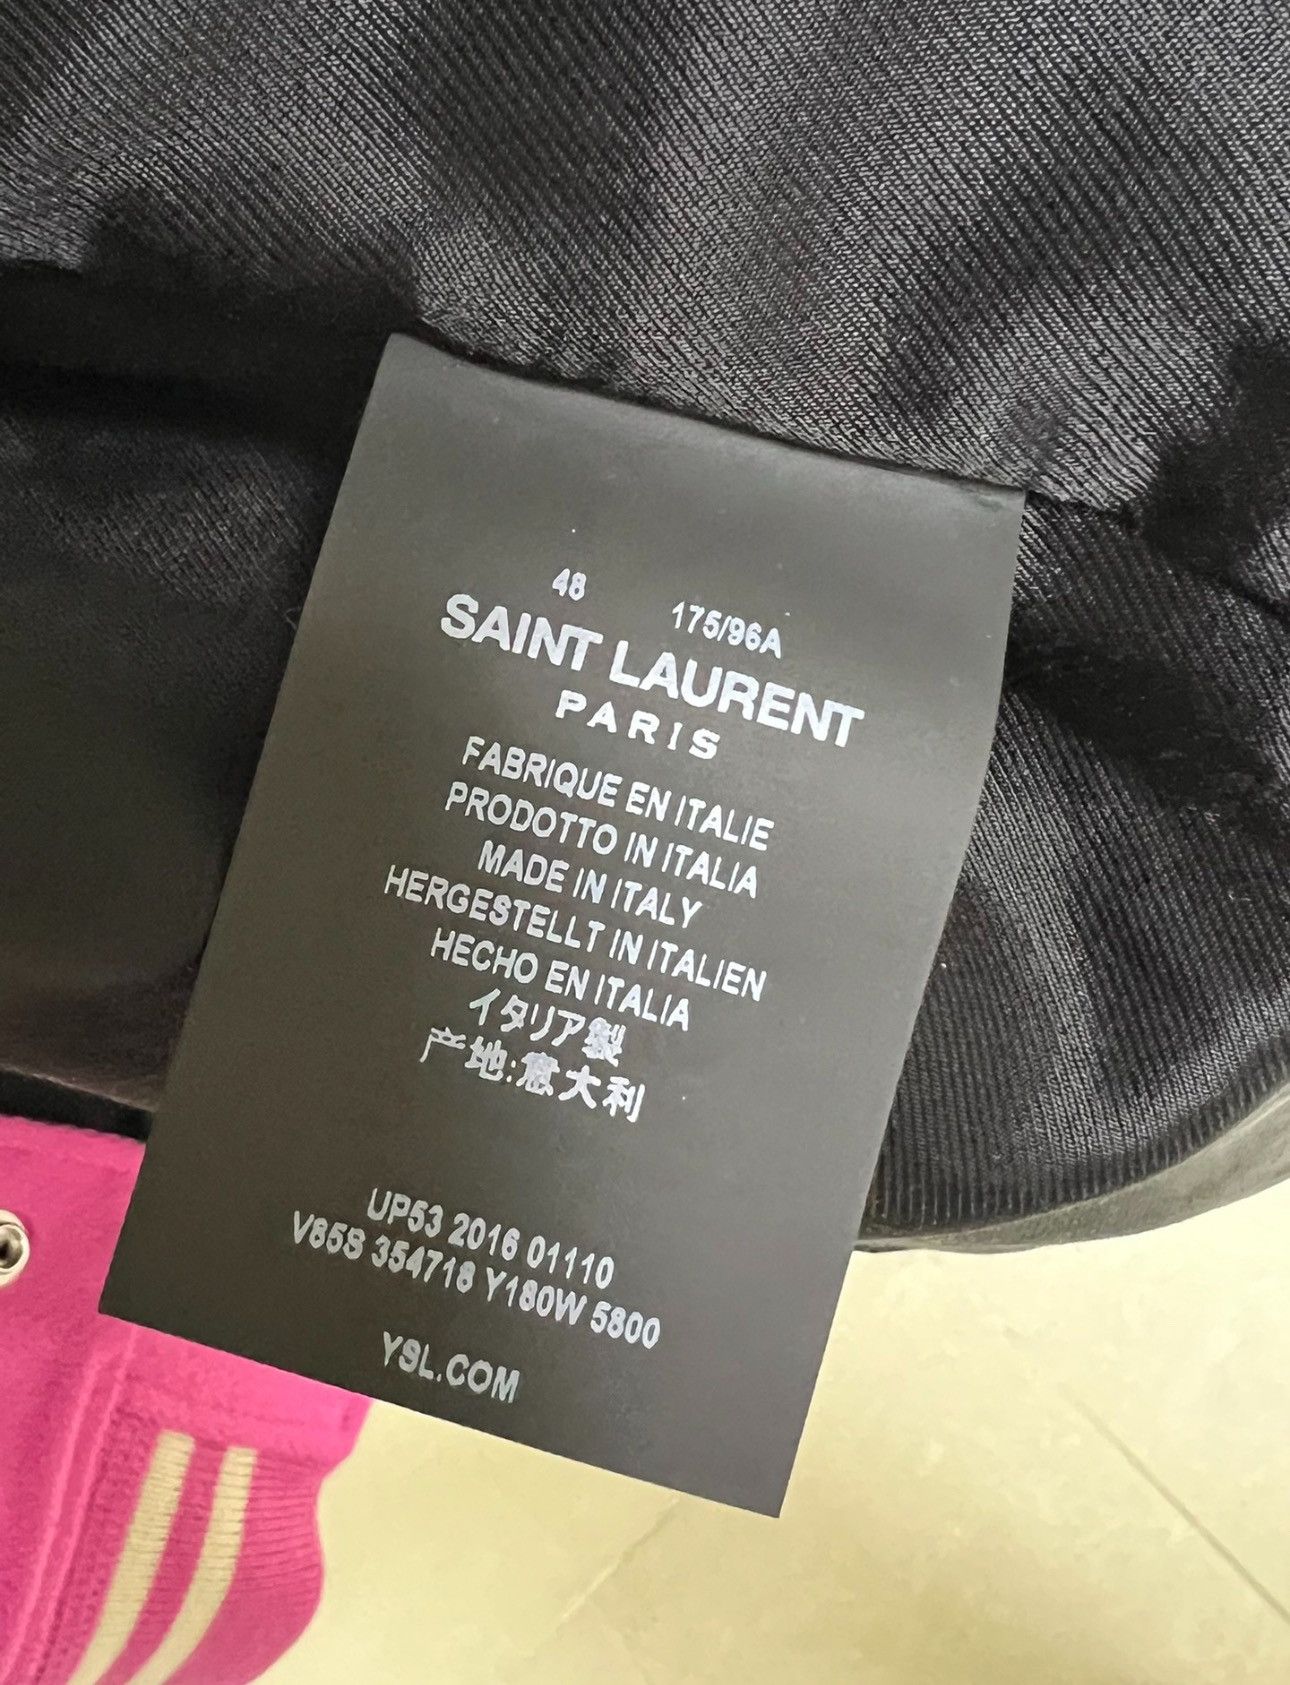 48 175/96A
SAINT LAURENT
PARIS
FABRIQUE EN ITALIE
PRODOTTO IN ITALIA
MADE IN ITALY
HERGESTELLT IN ITALIEN
HECHO EN ITALIA
イタリア製
产地:意大利
UP53 2016 01110
V85S 354718 Y180W 5800
YSL.COM